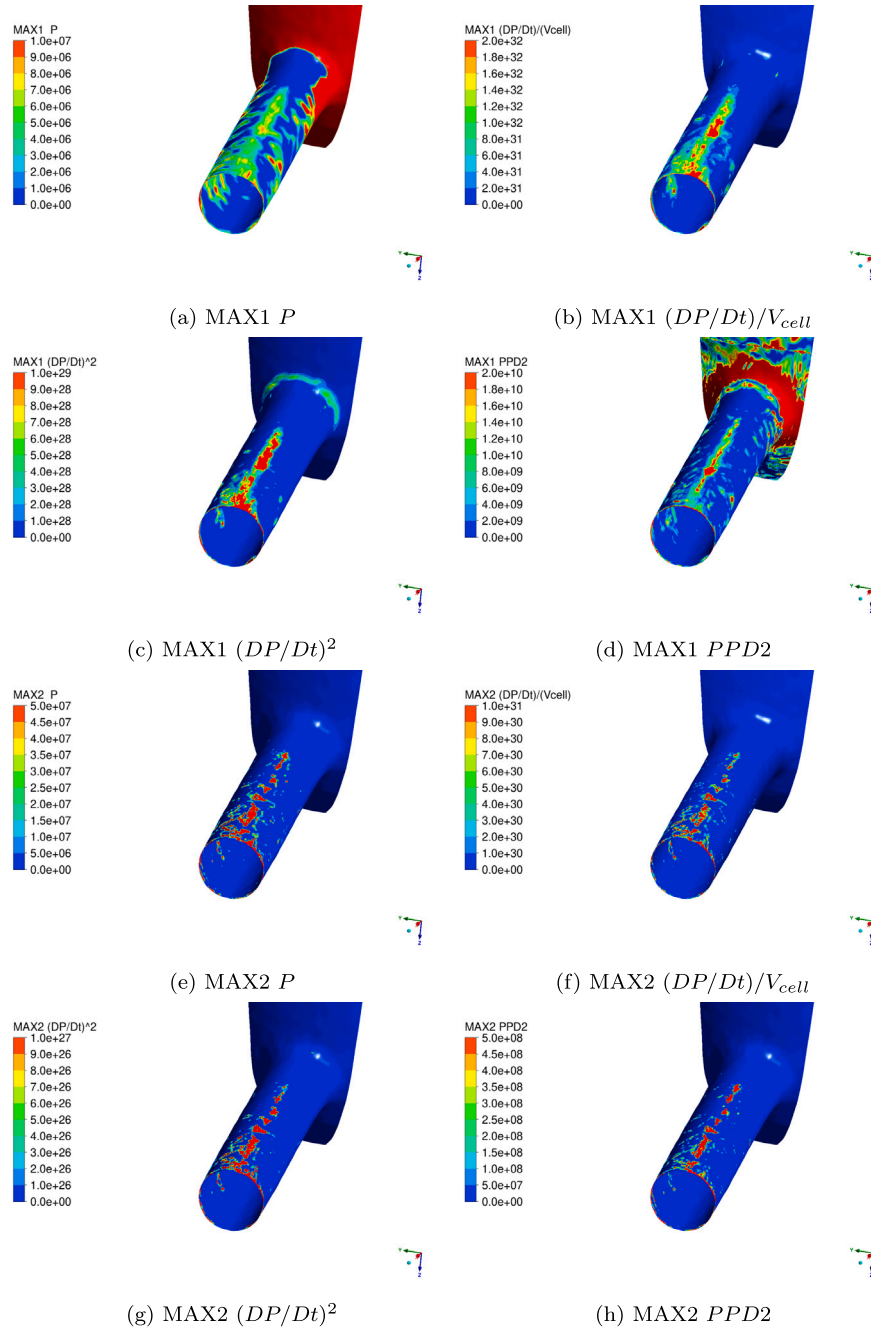 MAX1 P
1.0e+07
9.0e+06
8.0e+06
7.0e+06
6.0e+06
5.0e+06
4.0e+06
3.0e+06
2.0e+06
1.0e+06
0.0e+00
Y
Z
(a) MAX1 P
MAX1 (DP/Dt)/(Vcell)
2.0e+32
1.8e+32
1.6e+32
1.4e+32
1.2e+32
1.0e+32
8.0e+31
6.0e+31
4.0e+31
2.0e+31
0.0e+00
Y
Z
(b) MAX1 (DP/Dt)/Vcell
MAX1 (DP/Dt)^2
1.0e+29
9.0e+28
8.0e+28
7.0e+28
6.0e+28
5.0e+28
4.0e+28
3.0e+28
2.0e+28
1.0e+28
0.0e+00
Y
Z
(c) MAX1 (DP/Dt)2
MAX1 PPD2
2.0e+10
1.8e+10
1.6e+10
1.4e+10
1.2e+10
1.0e+10
8.0e+09
6.0e+09
4.0e+09
2.0e+09
0.0e+00
Y
Z
(d) MAX1 PPD2
MAX2 P
5.0e+07
4.5e+07
4.0e+07
3.5e+07
3.0e+07
2.5e+07
2.0e+07
1.5e+07
1.0e+07
5.0e+06
0.0e+00
Y
Z
(e) MAX2 P
MAX2 (DP/Dt)/(Vcell)
1.0e+31
9.0e+30
8.0e+30
7.0e+30
6.0e+30
5.0e+30
4.0e+30
3.0e+30
2.0e+30
1.0e+30
0.0e+00
Y
Z
(f) MAX2 (DP/Dt)/Vcell
MAX2 (DP/Dt)^2
1.0e+27
9.0e+26
8.0e+26
7.0e+26
6.0e+26
5.0e+26
4.0e+26
3.0e+26
2.0e+26
1.0e+26
0.0e+00
Y
Z
(g) MAX2 (DP/Dt)2
MAX2 PPD2
5.0e+08
4.5e+08
4.0e+08
3.5e+08
3.0e+08
2.5e+08
2.0e+08
1.5e+08
1.0e+08
5.0e+07
0.0e+00
Y
Z
(h) MAX2 PPD2